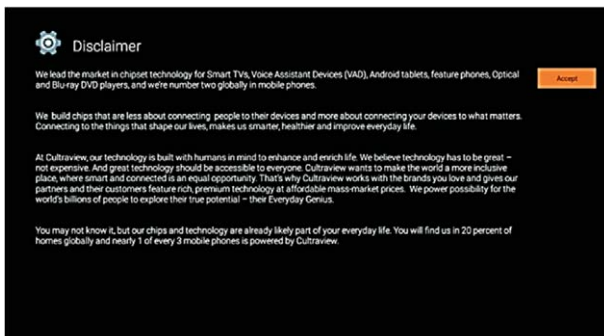 Disclaimer
We lead the market in chipset technology for Smart TVs, Voice Assistant Devices (VAD), Android tablets, feature phones, Optical
and Blu-ray DVD players, and we're number two globally in mobile phones.
Accept
We build chips that are less about connecting people to their devices and more about connecting your devices to what matters.
Connecting to the things that shape our lives, makes us smarter, healthier and improve everyday life.
At Cultraview, our technology is built with humans in mind to enhance and enrich life. We believe technology has to be great –
not expensive. And great technology should be accessible to everyone. Cultraview wants to make the world a more inclusive
place, where smart and connected is an equal opportunity. That's why Cultraview works with the brands you love and gives our
partners and their customers feature rich, premium technology at affordable mass-market prices. We power possibility for the
world's billions of people to explore their true potential – their Everyday Genius.
You may not know it, but our chips and technology are already likely part of your everyday life. You will find us in 20 percent of
homes globally and nearly 1 of every 3 mobile phones is powered by Cultraview.